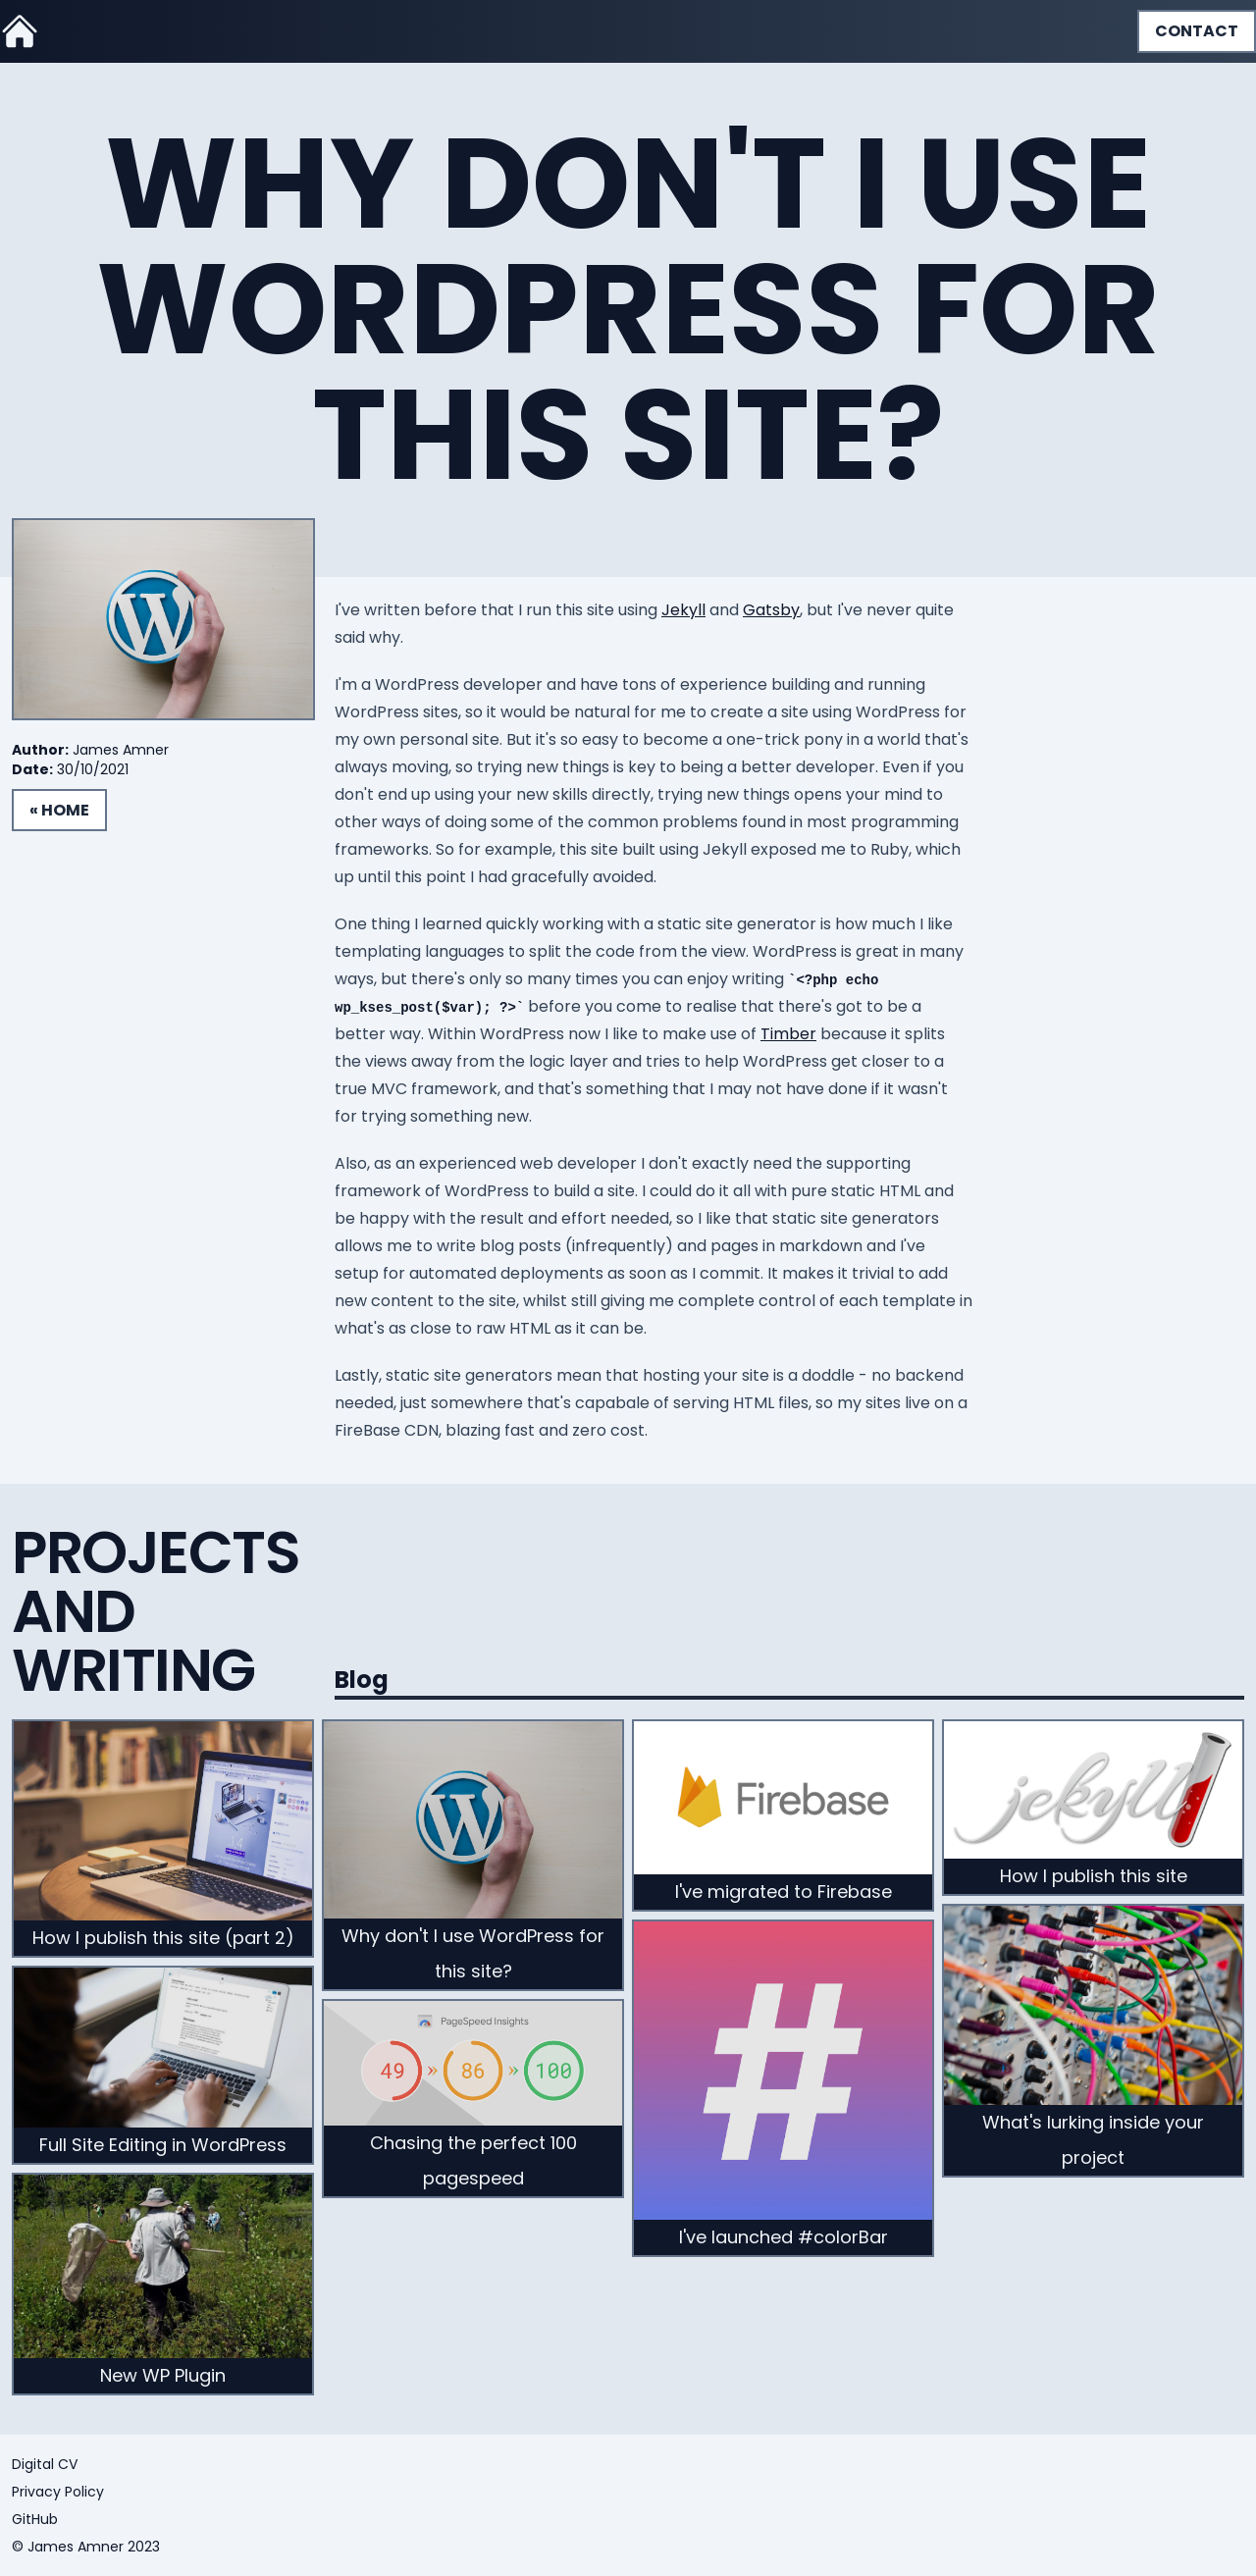 CONTACT
WHY DON'T I USE
WORDPRESS FOR
THIS SITE?
Author: James Amner
Date: 30/10/2021
« HOME
I've written before that I run this site using Jekyll and Gatsby, but I've never quite
said why.
I'm a WordPress developer and have tons of experience building and running
WordPress sites, so it would be natural for me to create a site using WordPress for
my own personal site. But it's so easy to become a one-trick pony in a world that's
always moving, so trying new things is key to being a better developer. Even if you
don't end up using your new skills directly, trying new things opens your mind to
other ways of doing some of the common problems found in most programming
frameworks. So for example, this site built using Jekyll exposed me to Ruby, which
up until this point I had gracefully avoided.
One thing I learned quickly working with a static site generator is how much I like
templating languages to split the code from the view. WordPress is great in many
ways, but there's only so many times you can enjoy writing `<?php echo
wp_kses_post($var); ?>` before you come to realise that there's got to be a
better way. Within WordPress now I like to make use of Timber because it splits
the views away from the logic layer and tries to help WordPress get closer to a
true MVC framework, and that's something that I may not have done if it wasn't
for trying something new.
Also, as an experienced web developer I don't exactly need the supporting
framework of WordPress to build a site. I could do it all with pure static HTML and
be happy with the result and effort needed, so I like that static site generators
allows me to write blog posts (infrequently) and pages in markdown and I've
setup for automated deployments as soon as I commit. It makes it trivial to add
new content to the site, whilst still giving me complete control of each template in
what's as close to raw HTML as it can be.
Lastly, static site generators mean that hosting your site is a doddle - no backend
needed, just somewhere that's capabale of serving HTML files, so my sites live on a
FireBase CDN, blazing fast and zero cost.
PROJECTS
AND
WRITING
Blog
How I publish this site (part 2)
Full Site Editing in WordPress
New WP Plugin
Why don't I use WordPress for
this site?
PageSpeed Insights
49 » 86 » 100
Chasing the perfect 100
pagespeed
Firebase
I've migrated to Firebase
#
I've launched #colorBar
jekyll
How I publish this site
What's lurking inside your
project
Digital CV
Privacy Policy
GitHub
© James Amner 2023